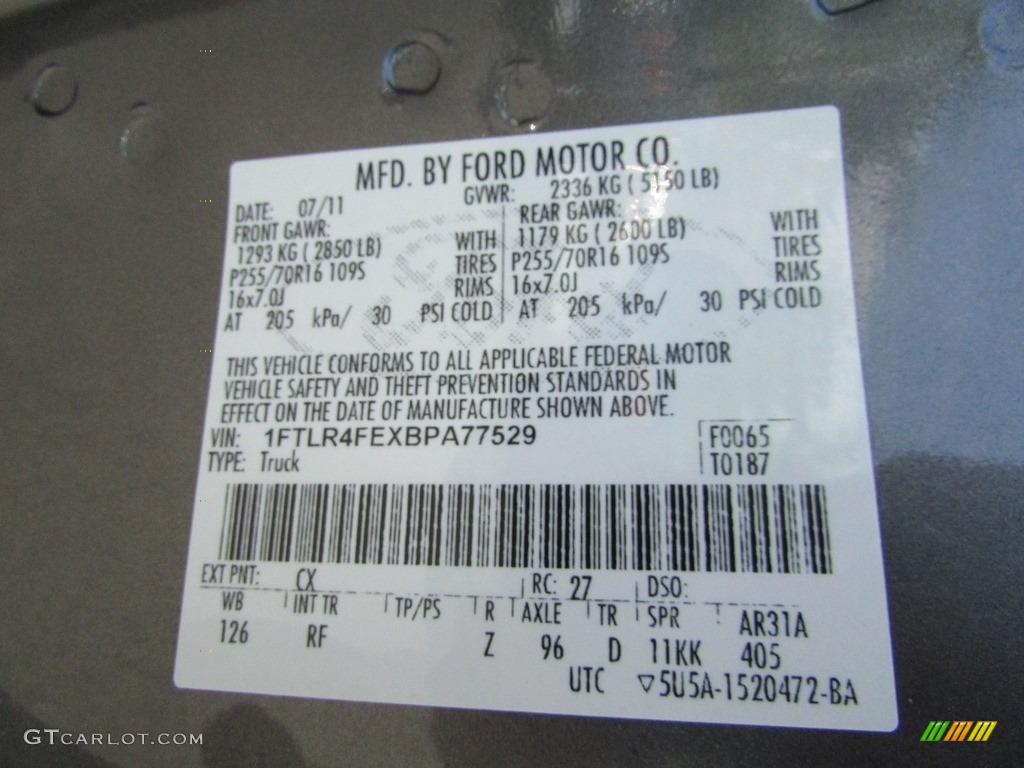 MFD. BY FORD MOTOR CO.
DATE: 07/11 GVWR: 2336 KG ( 5150 LB)
FRONT GAWR: REAR GAWR:
1293 KG ( 2850 LB) WITH 1179 KG ( 2600 LB) WITH
P255/70R16 109S TIRES P255/70R16 109S TIRES
16x7.0J RIMS 16x7.0J RIMS
AT 205 kPa/ 30 PSI COLD AT 205 kPa/ 30 PSI COLD
THIS VEHICLE CONFORMS TO ALL APPLICABLE FEDERAL MOTOR
VEHICLE SAFETY AND THEFT PREVENTION STANDARDS IN
EFFECT ON THE DATE OF MANUFACTURE SHOWN ABOVE.
VIN: 1FTLR4FEXBPA77529 F0065
TYPE: Truck T0187
EXT PNT: CX RC: 27 DSO:
WB INT TR TP/PS R AXLE TR SPR AR31A
126 RF Z 96 D 11KK 405
UTC ▽5U5A-1520472-BA
GTCARLOT.COM